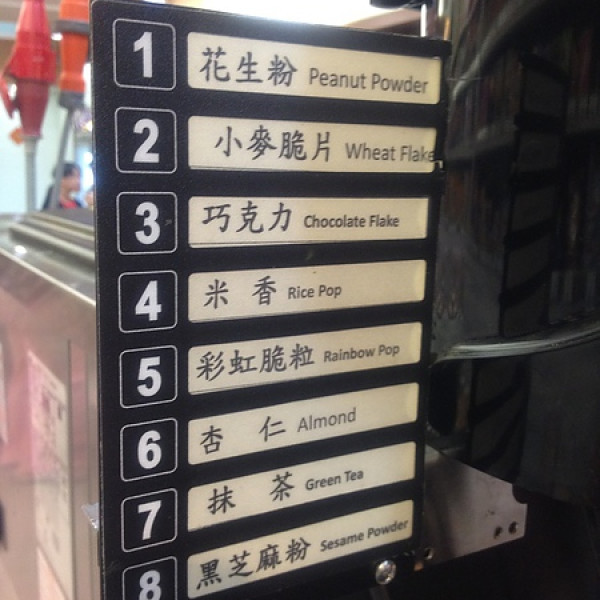 1 花生粉 Peanut Powder
2 小麥脆片 Wheat Flake
3 巧克力 Chocolate Flake
4 米香 Rice Pop
5 彩虹脆粒 Rainbow Pop
6 杏仁 Almond
7 抹茶 Green Tea
8 黑芝麻粉 Sesame Powder